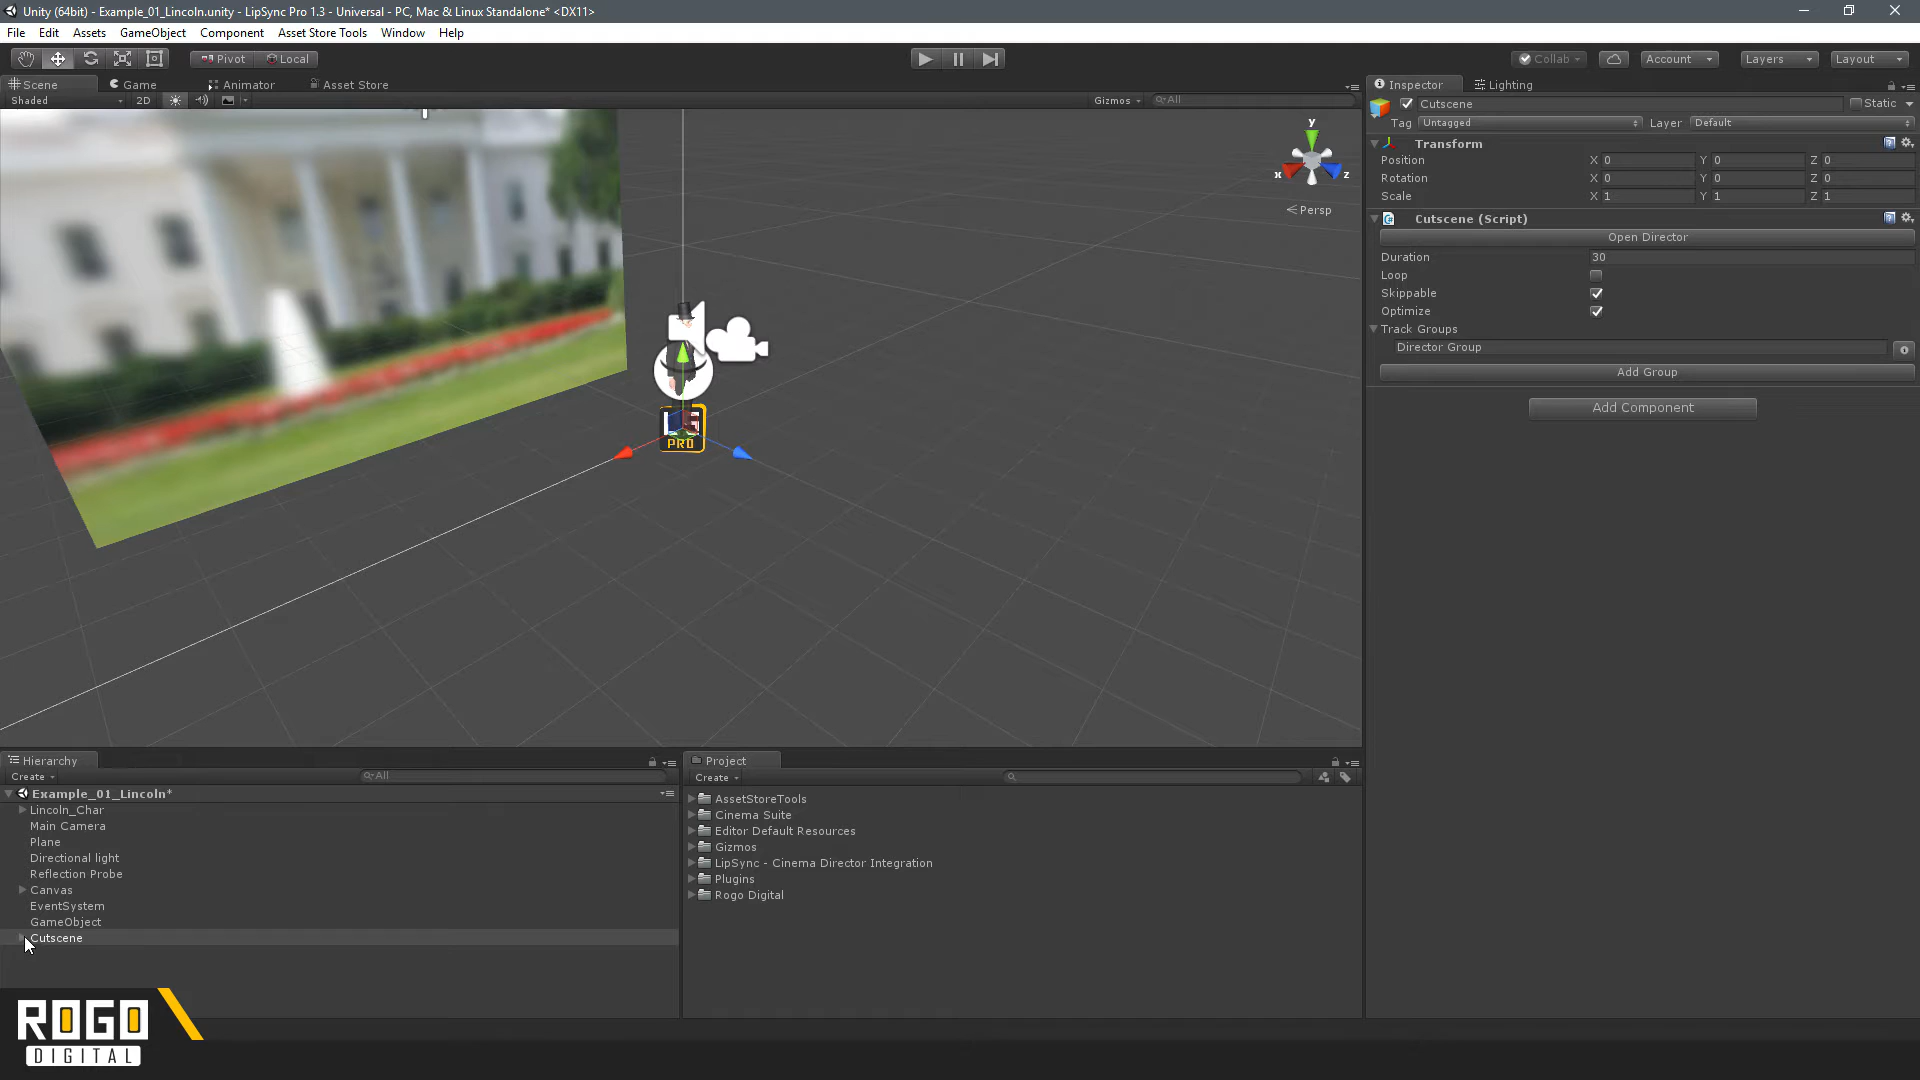 Unity (64bit) - Example_01_Lincoln.unity - LipSync Pro 1.3 - Universal - PC, Mac & Linux Standalone* <DX11>
File Edit Assets GameObject Component Asset Store Tools Window Help
Pivot Local Collab Account Layers Layout
Scene Game Animator Asset Store
Shaded 2D Gizmos All
y
x z
Persp
PRO
Inspector Lighting
Cutscene Static
Tag Untagged Layer Default
Transform
Position X 0 Y 0 Z 0
Rotation X 0 Y 0 Z 0
Scale X 1 Y 1 Z 1
Cutscene (Script)
Open Director
Duration 30
Loop
Skippable
Optimize
Track Groups
Director Group
Add Group
Add Component
Hierarchy
Create All
Example_01_Lincoln*
Lincoln_Char
Main Camera
Plane
Directional light
Reflection Probe
Canvas
EventSystem
GameObject
Cutscene
Project
Create
AssetStoreTools
Cinema Suite
Editor Default Resources
Gizmos
LipSync - Cinema Director Integration
Plugins
Rogo Digital
ROGO
DIGITAL